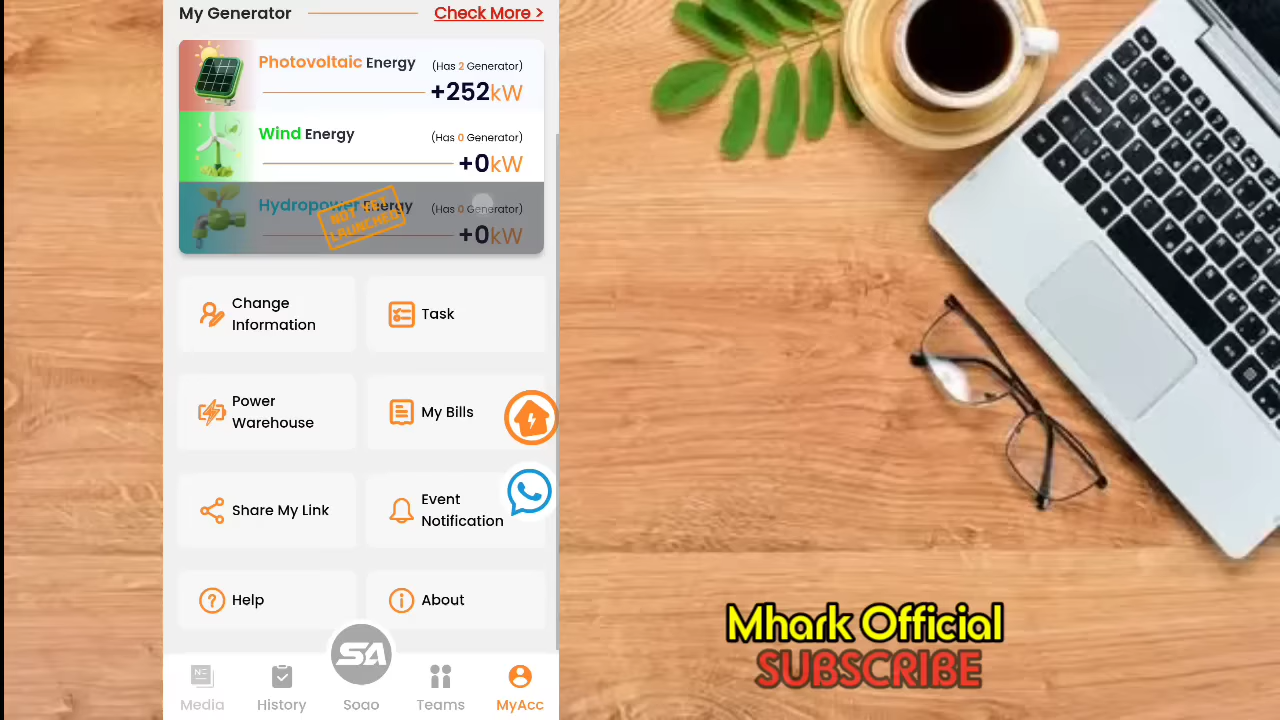 My Generator
Check More >
Photovoltaic Energy
(Has 2 Generator)
+252kW
Wind Energy
(Has 0 Generator)
+0kW
Hydropower Energy
(Has 0 Generator)
NOT YET
LAUNCHED
+0kW
Change
Information
Task
Power
Warehouse
My Bills
Share My Link
Event
Notification
Help
About
SA
Media
History
Soao
Teams
MyAcc
Mhark Official
SUBSCRIBE